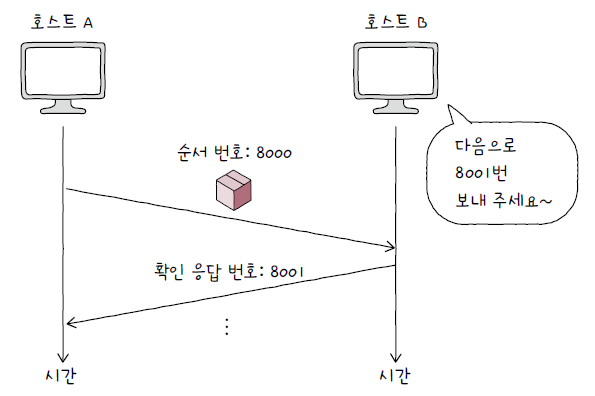 호스트 A
호스트 B
다음으로
8001번
보내 주세요~
순서 번호: 8000
확인 응답 번호: 8001
⋮
시간
시간